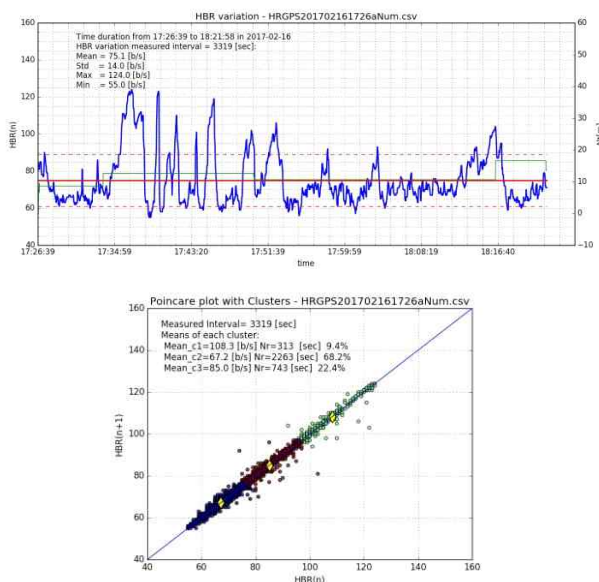 HBR variation - HRGPS201702161726aNum.csv
Time duration from 17:26:39 to 18:21:58 in 2017-02-16
HBR variation measured interval = 3319 [sec]:
Mean = 75.1 [b/s]
Std = 14.0 [b/s]
Max = 124.0 [b/s]
Min = 55.0 [b/s]
160
140
120
100
80
60
40
HBR(n)
60
50
40
30
20
10
0
−10
17:26:39 17:34:59 17:43:20 17:51:39 17:59:59 18:08:19 18:16:40
time
Poincare plot with Clusters - HRGPS201702161726aNum.csv
Measured Interval= 3319 [sec]
Means of each cluster:
Mean_c1=108.3 [b/s] Nr=313 [sec] 9.4%
Mean_c2=67.2 [b/s] Nr=2263 [sec] 68.2%
Mean_c3=85.0 [b/s] Nr=743 [sec] 22.4%
160
140
120
100
80
60
40
HBR(n+1)
40 60 80 100 120 140 160
HBR(n)